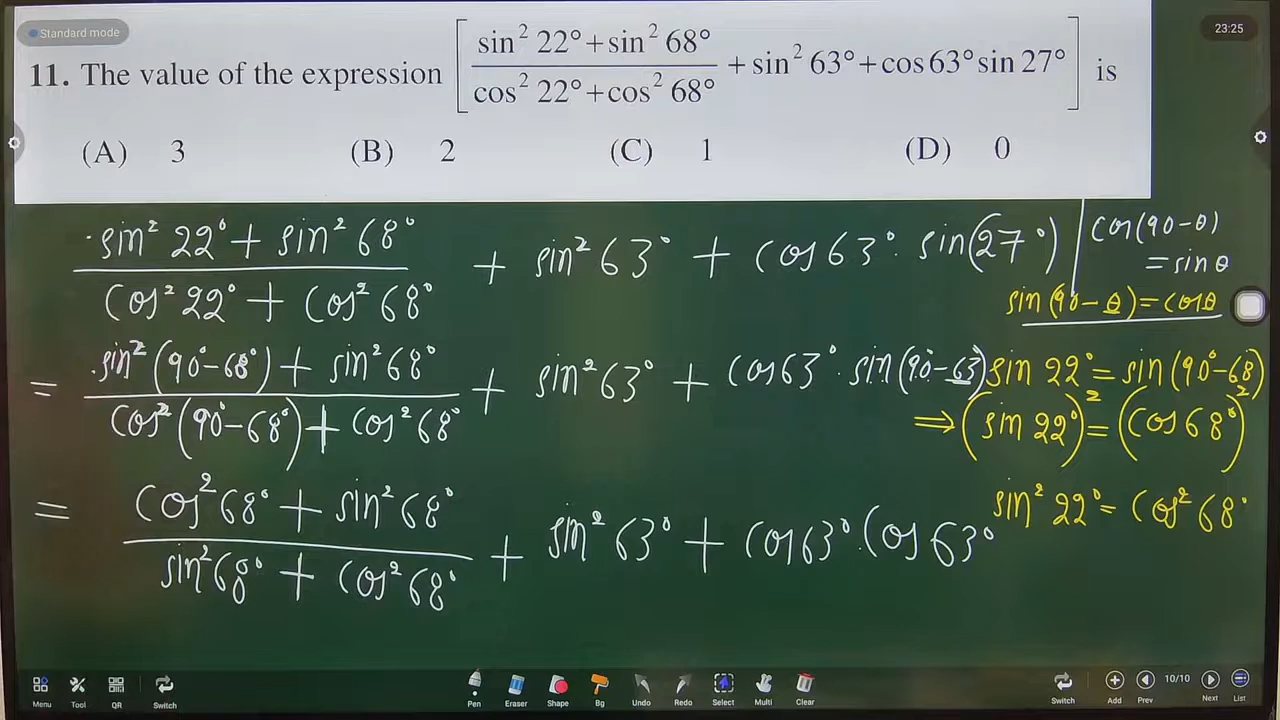 Standard mode
23:25
11. The value of the expression [ (sin² 22° + sin² 68°) / (cos² 22° + cos² 68°) + sin² 63° + cos 63° sin 27° ] is
(A) 3 (B) 2 (C) 1 (D) 0
(sin² 22° + sin² 68°) / (cos² 22° + cos² 68°) + sin² 63° + cos 63° · sin(27°)
cos(90-θ)
= sin θ
sin(90-θ) = cos θ
= (sin² (90°-68°) + sin² 68°) / (cos² (90°-68°) + cos² 68°) + sin² 63° + cos 63° · sin(90°-63)
sin 22° = sin(90°-68)
⇒ (sin 22°)² = (cos 68°)²
sin² 22° = cos² 68°
= (cos² 68° + sin² 68°) / (sin² 68° + cos² 68°) + sin² 63° + cos 63° · cos 63°
Menu Tool QR Switch Pen Eraser Shape Bg Undo Redo Select Multi Clear Switch Add Prev 10/10 Next List